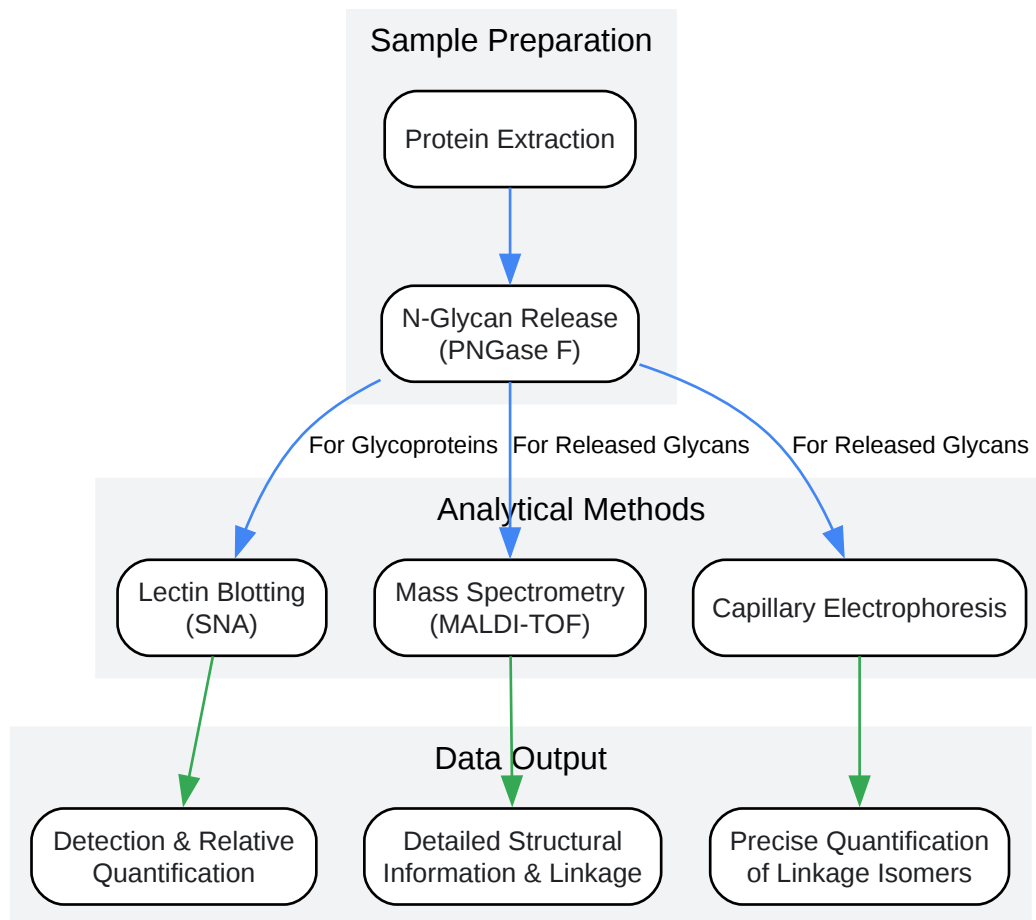 Sample Preparation
Protein Extraction
N-Glycan Release
(PNGase F)
For Glycoproteins
For Released Glycans
For Released Glycans
Analytical Methods
Lectin Blotting
(SNA)
Mass Spectrometry
(MALDI-TOF)
Capillary Electrophoresis
Data Output
Detection & Relative
Quantification
Detailed Structural
Information & Linkage
Precise Quantification
of Linkage Isomers